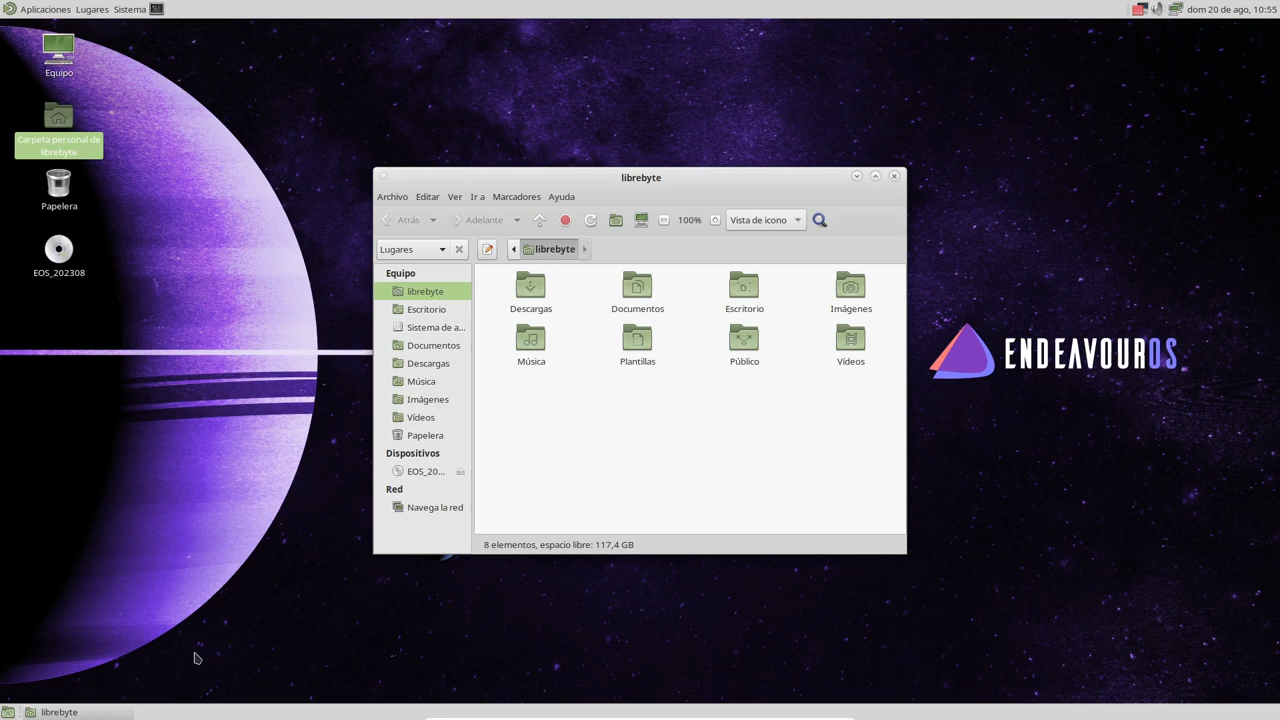 Aplicaciones Lugares Sistema
dom 20 de ago, 10:55
Equipo
Carpeta personal de
librebyte
Papelera
EOS_202308
librebyte
Archivo Editar Ver Ir a Marcadores Ayuda
Atrás Adelante 100% Vista de icono
Lugares librebyte
Equipo
librebyte
Escritorio
Sistema de a...
Documentos
Descargas
Música
Imágenes
Vídeos
Papelera
Dispositivos
EOS_20...
Red
Navega la red
Descargas Documentos Escritorio Imágenes
Música Plantillas Público Vídeos
8 elementos, espacio libre: 117,4 GB
ENDEAVOUROS
librebyte